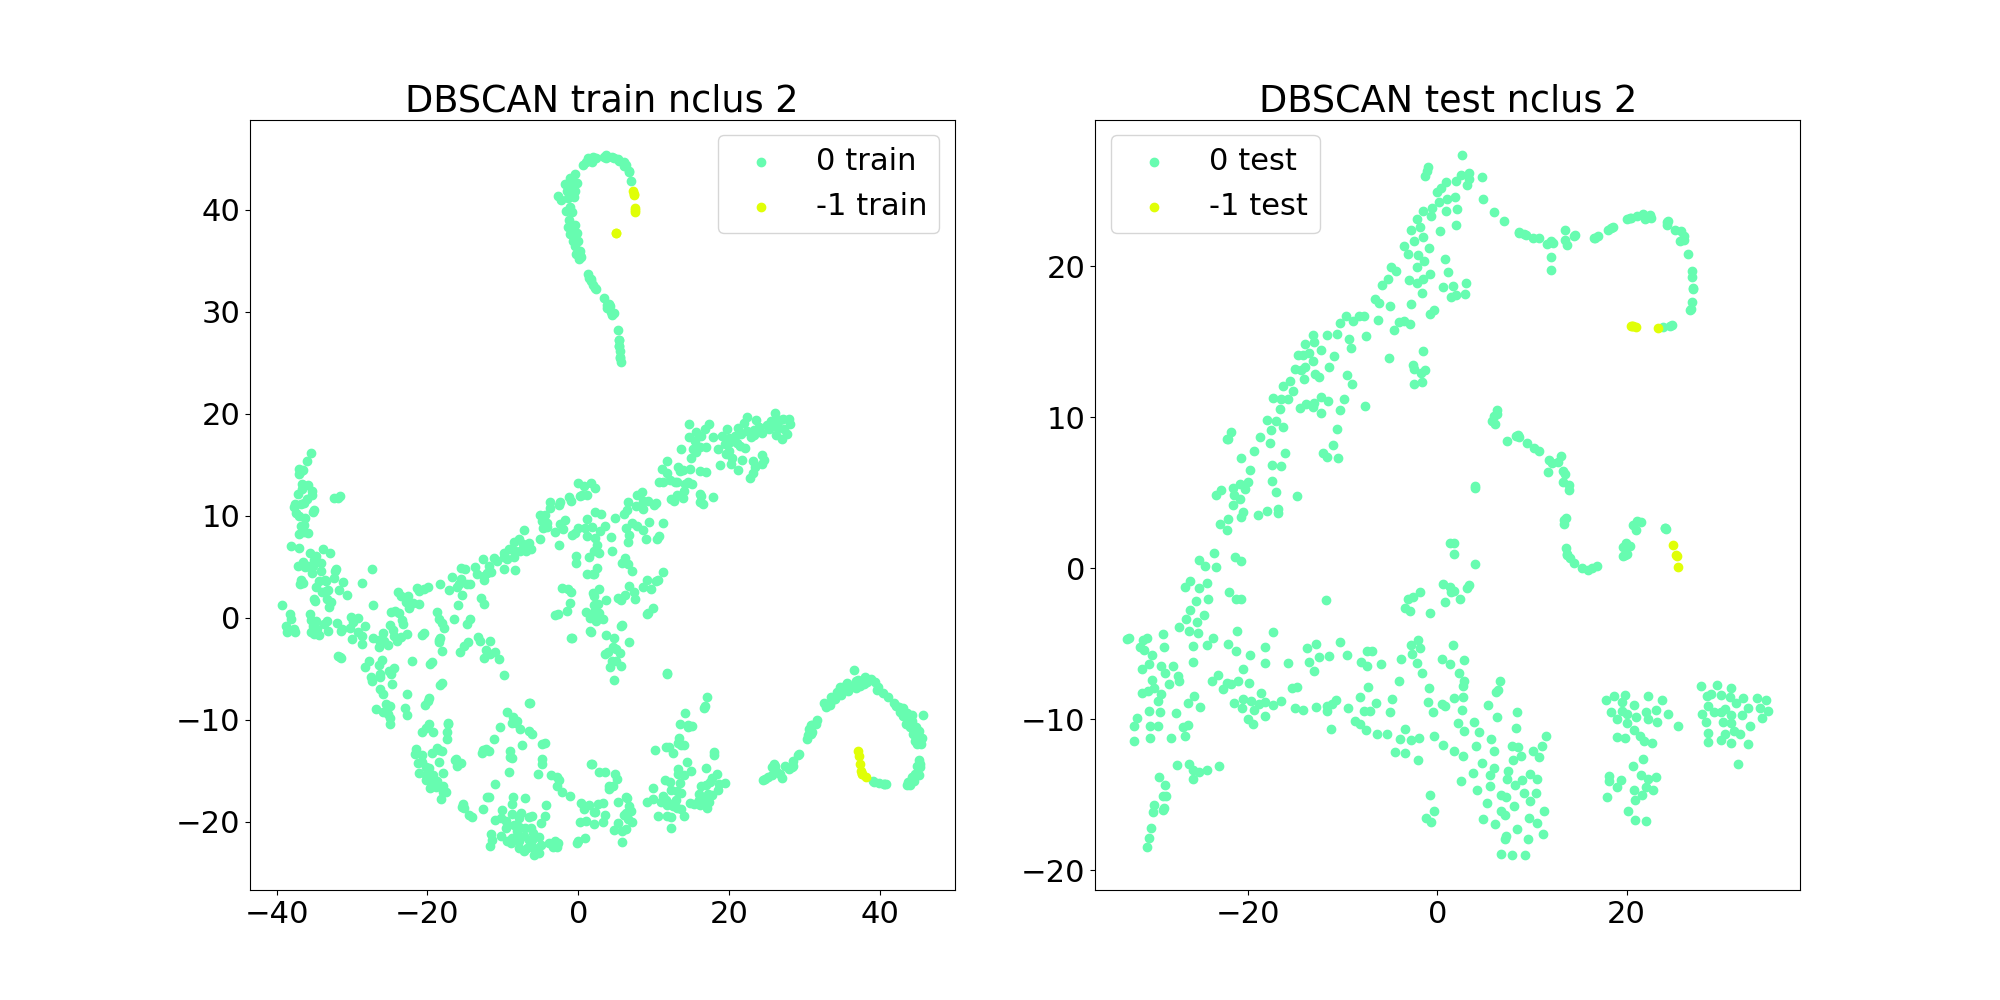 DBSCAN train nclus 2
0 train
-1 train
40
30
20
10
0
−10
−20
−40 −20 0 20 40
DBSCAN test nclus 2
0 test
-1 test
20
10
0
−10
−20
−20 0 20